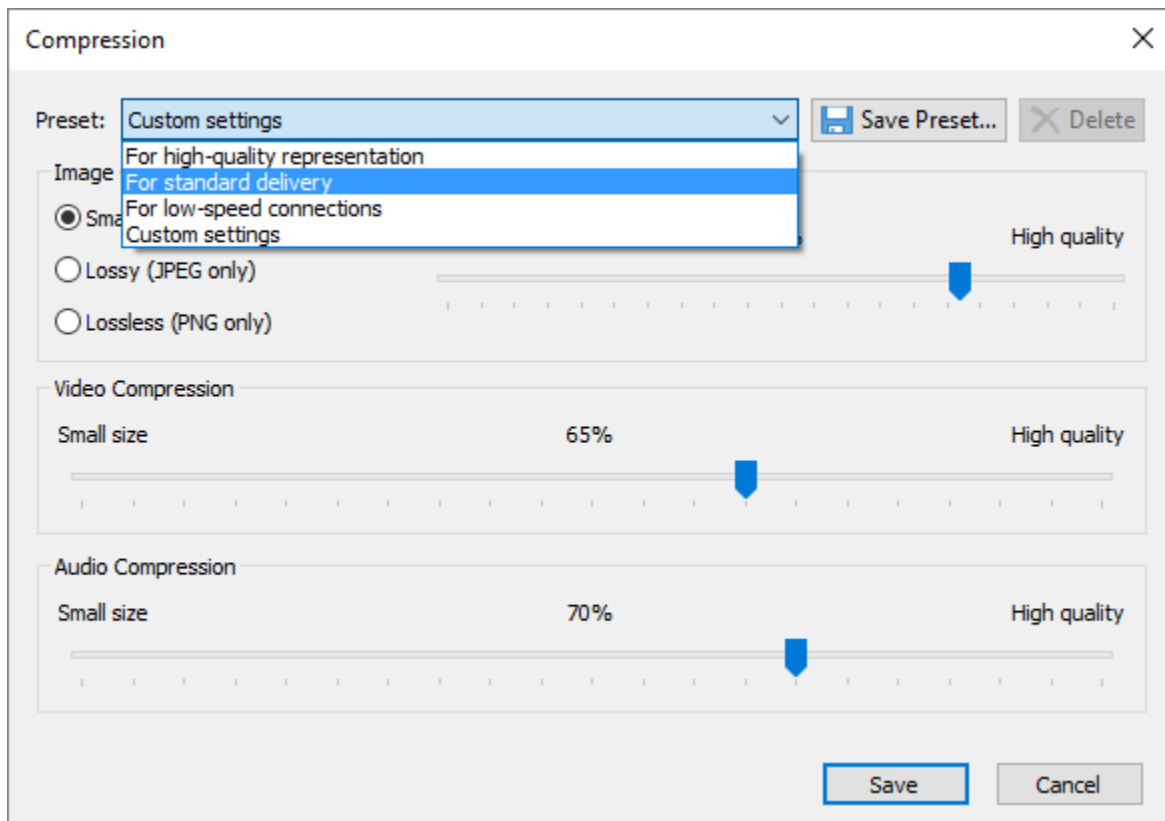 Compression
Preset: Custom settings Save Preset... Delete
For high-quality representation
Image
For standard delivery
For low-speed connections
Custom settings
High quality
Lossy (JPEG only)
Lossless (PNG only)
Video Compression
Small size 65% High quality
Audio Compression
Small size 70% High quality
Save Cancel